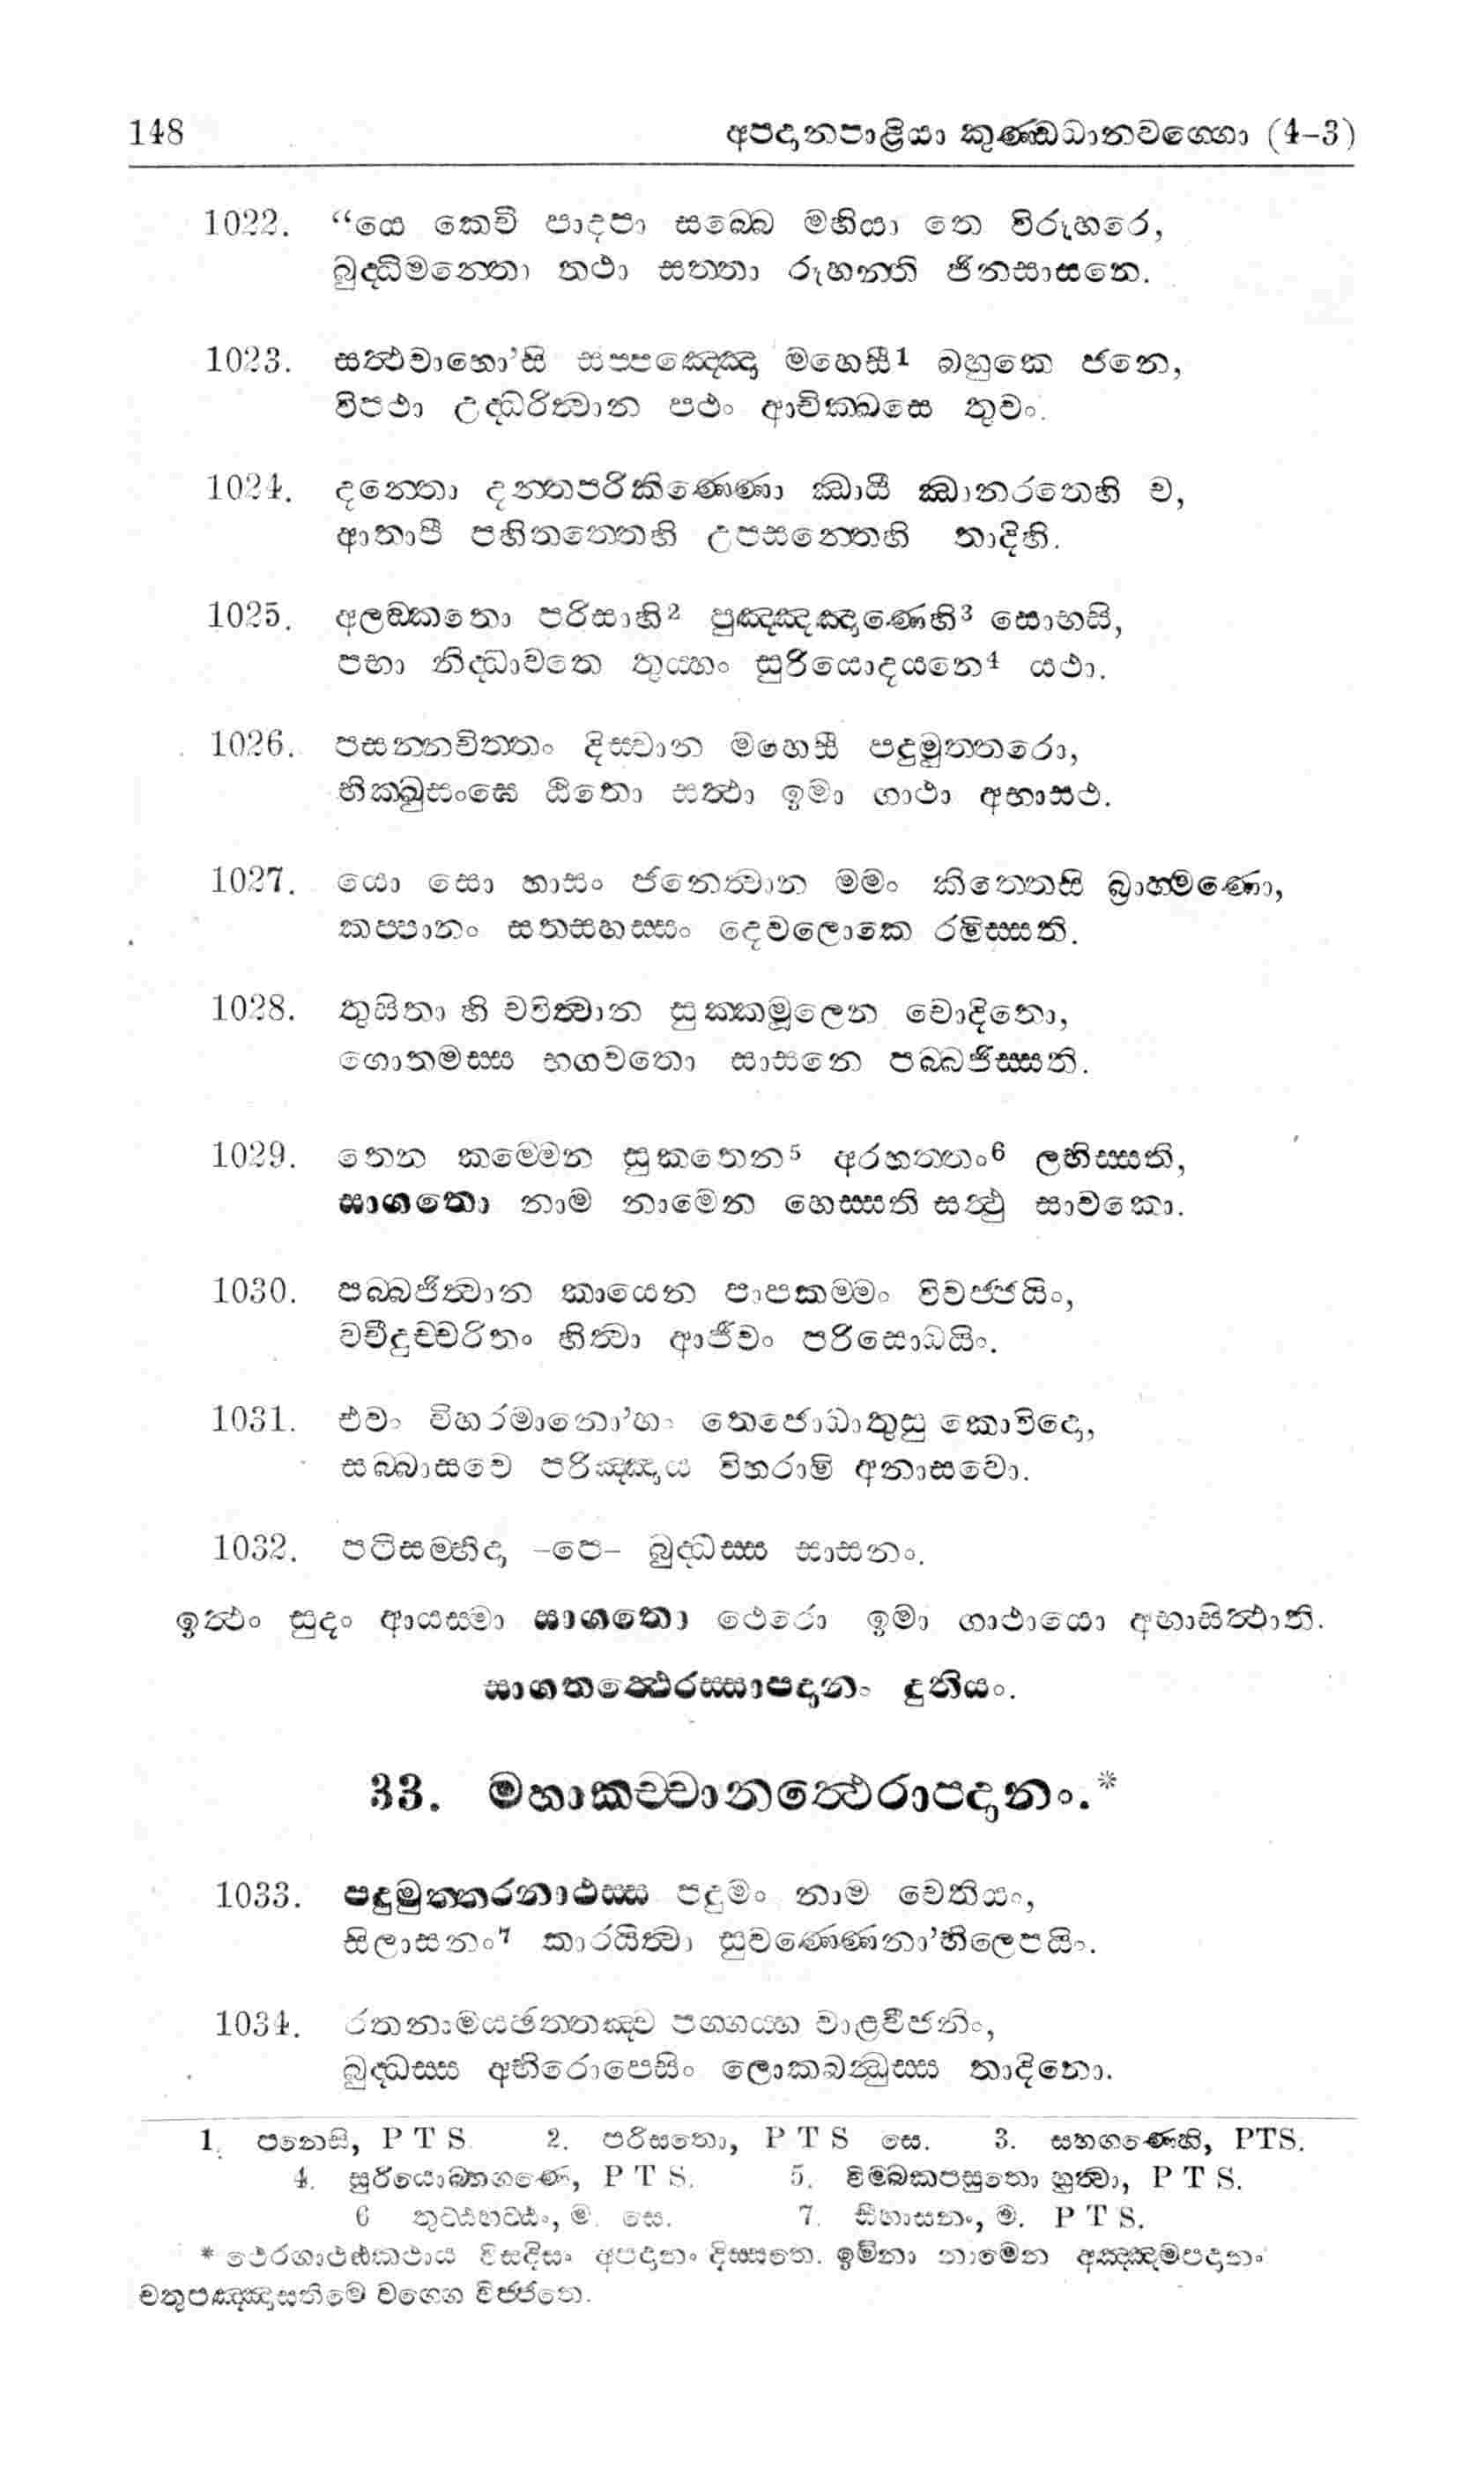 148 අපදානපාළියා කුණ්ඩධානවග්ගො (4-3)
1022. “යෙ කෙචි පාදපා සබ්බෙ මහියා තෙ විරූහරෙ,
බුද්ධිමන්තො තථා සත්තා රූහන්ති ජිනසාසනෙ.
1023. සත්ථවාහො’සි සප්පඤ්ඤො මහෙසී1 බහුකෙ ජනෙ,
විපථා උද්ධරිත්වාන පථං ආචික්ඛසෙ තුවං.
1024. දන්තො දන්තපරිකිණ්ණො ඣායී ඣානරතෙහි ච,
ආතාපී පහිතත්තෙහි උපසන්තෙහි තාදිහි.
1025. අලඞ්කතො පරිසාහි2 පුඤ්ඤඤාණෙහි3 සොභසි,
පභා නිද්ධාවතෙ තුය්හං සුරියොදයනෙ4 යථා.
1026. පසන්නචිත්තං දිස්වාන මහෙසී පදුමුත්තරො,
භික්ඛුසංඝෙ ඨිතො සත්ථා ඉමා ගාථා අභාසථ.
1027. යො සො හාසං ජනෙත්වාන මමං කිත්තෙසි බ්‍රාහ්මණො,
කප්පානං සතසහස්සං දෙවලොකෙ රමිස්සති.
1028. තුසිතා හි චවිත්වාන සුක්කමූලෙන චොදිතො,
ගොතමස්ස භගවතො සාසනෙ පබ්බජිස්සති.
1029. තෙන කම්මෙන සුකතෙන5 අරහත්තං6 ලභිස්සති,
සාගතො නාම නාමෙන හෙස්සති සත්ථු සාවකො.
1030. පබ්බජිත්වාන කායෙන පාපකම්මං විවජ්ජයිං,
වචීදුච්චරිතං හිත්වා ආජීවං පරිසොධයිං.
1031. එවං විහරමානො’හං තෙජොධාතුසු කොවිදො,
සබ්බාසවෙ පරිඤ්ඤාය විහරාමි අනාසවො.
1032. පටිසම්භිදා –පෙ– බුද්ධස්ස සාසනං.
ඉත්ථං සුදං ආයස්මා සාගතො ථෙරො ඉමා ගාථායො අභාසිත්ථාති.
සාගතත්ථෙරස්සාපදානං දුතියං.
33. මහාකච්චානත්ථෙරාපදානං.*
1033. පදුමුත්තරනාථස්ස පදුමං නාම චෙතියං,
සිලාසනං7 කාරයිත්වා සුවණ්ණෙනා’භිලෙපයිං.
1034. රතනාමයඡත්තඤ්ච පග්ගය්හ වාළවීජනිං,
බුද්ධස්ස අභිරොපෙසිං ලොකබන්ධුස්ස තාදිනො.
1. පනෙසි, P T S. 2. පරිසතො, P T S සෙ. 3. සහගණෙහි, PTS.
4. සුරියොබ්භගණෙ, P T S. 5. විම්බකපසුතො හුත්වා, P T S.
6 තුට්ඨහට්ඨං, ම. සෙ. 7. සීහාසනං, ම. P T S.
* ථෙරගාථට්ඨකථාය විසදිසං අපදානං දිස්සතෙ. ඉමිනා නාමෙන අඤ්ඤම්පදානං
චතුපඤ්ඤාසතිමෙ වග්ගෙ විජ්ජතෙ.